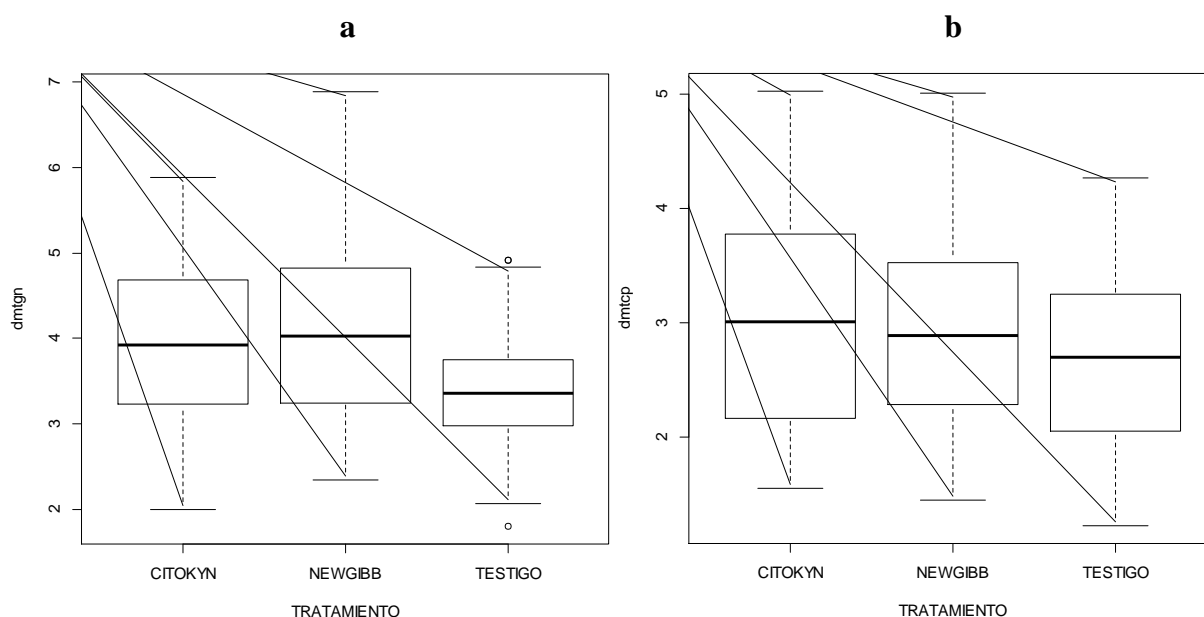 a
b
7
6
5
4
3
2
dmtgn
CITOKYN NEWGIBB TESTIGO
TRATAMIENTO
5
4
3
2
dmtcp
CITOKYN NEWGIBB TESTIGO
TRATAMIENTO